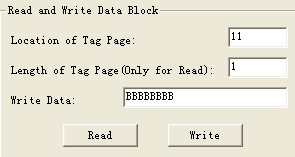 Read and Write Data Block
Location of Tag Page: 11
Length of Tag Page(Only for Read): 1
Write Data: BBBBBBBB
Read Write